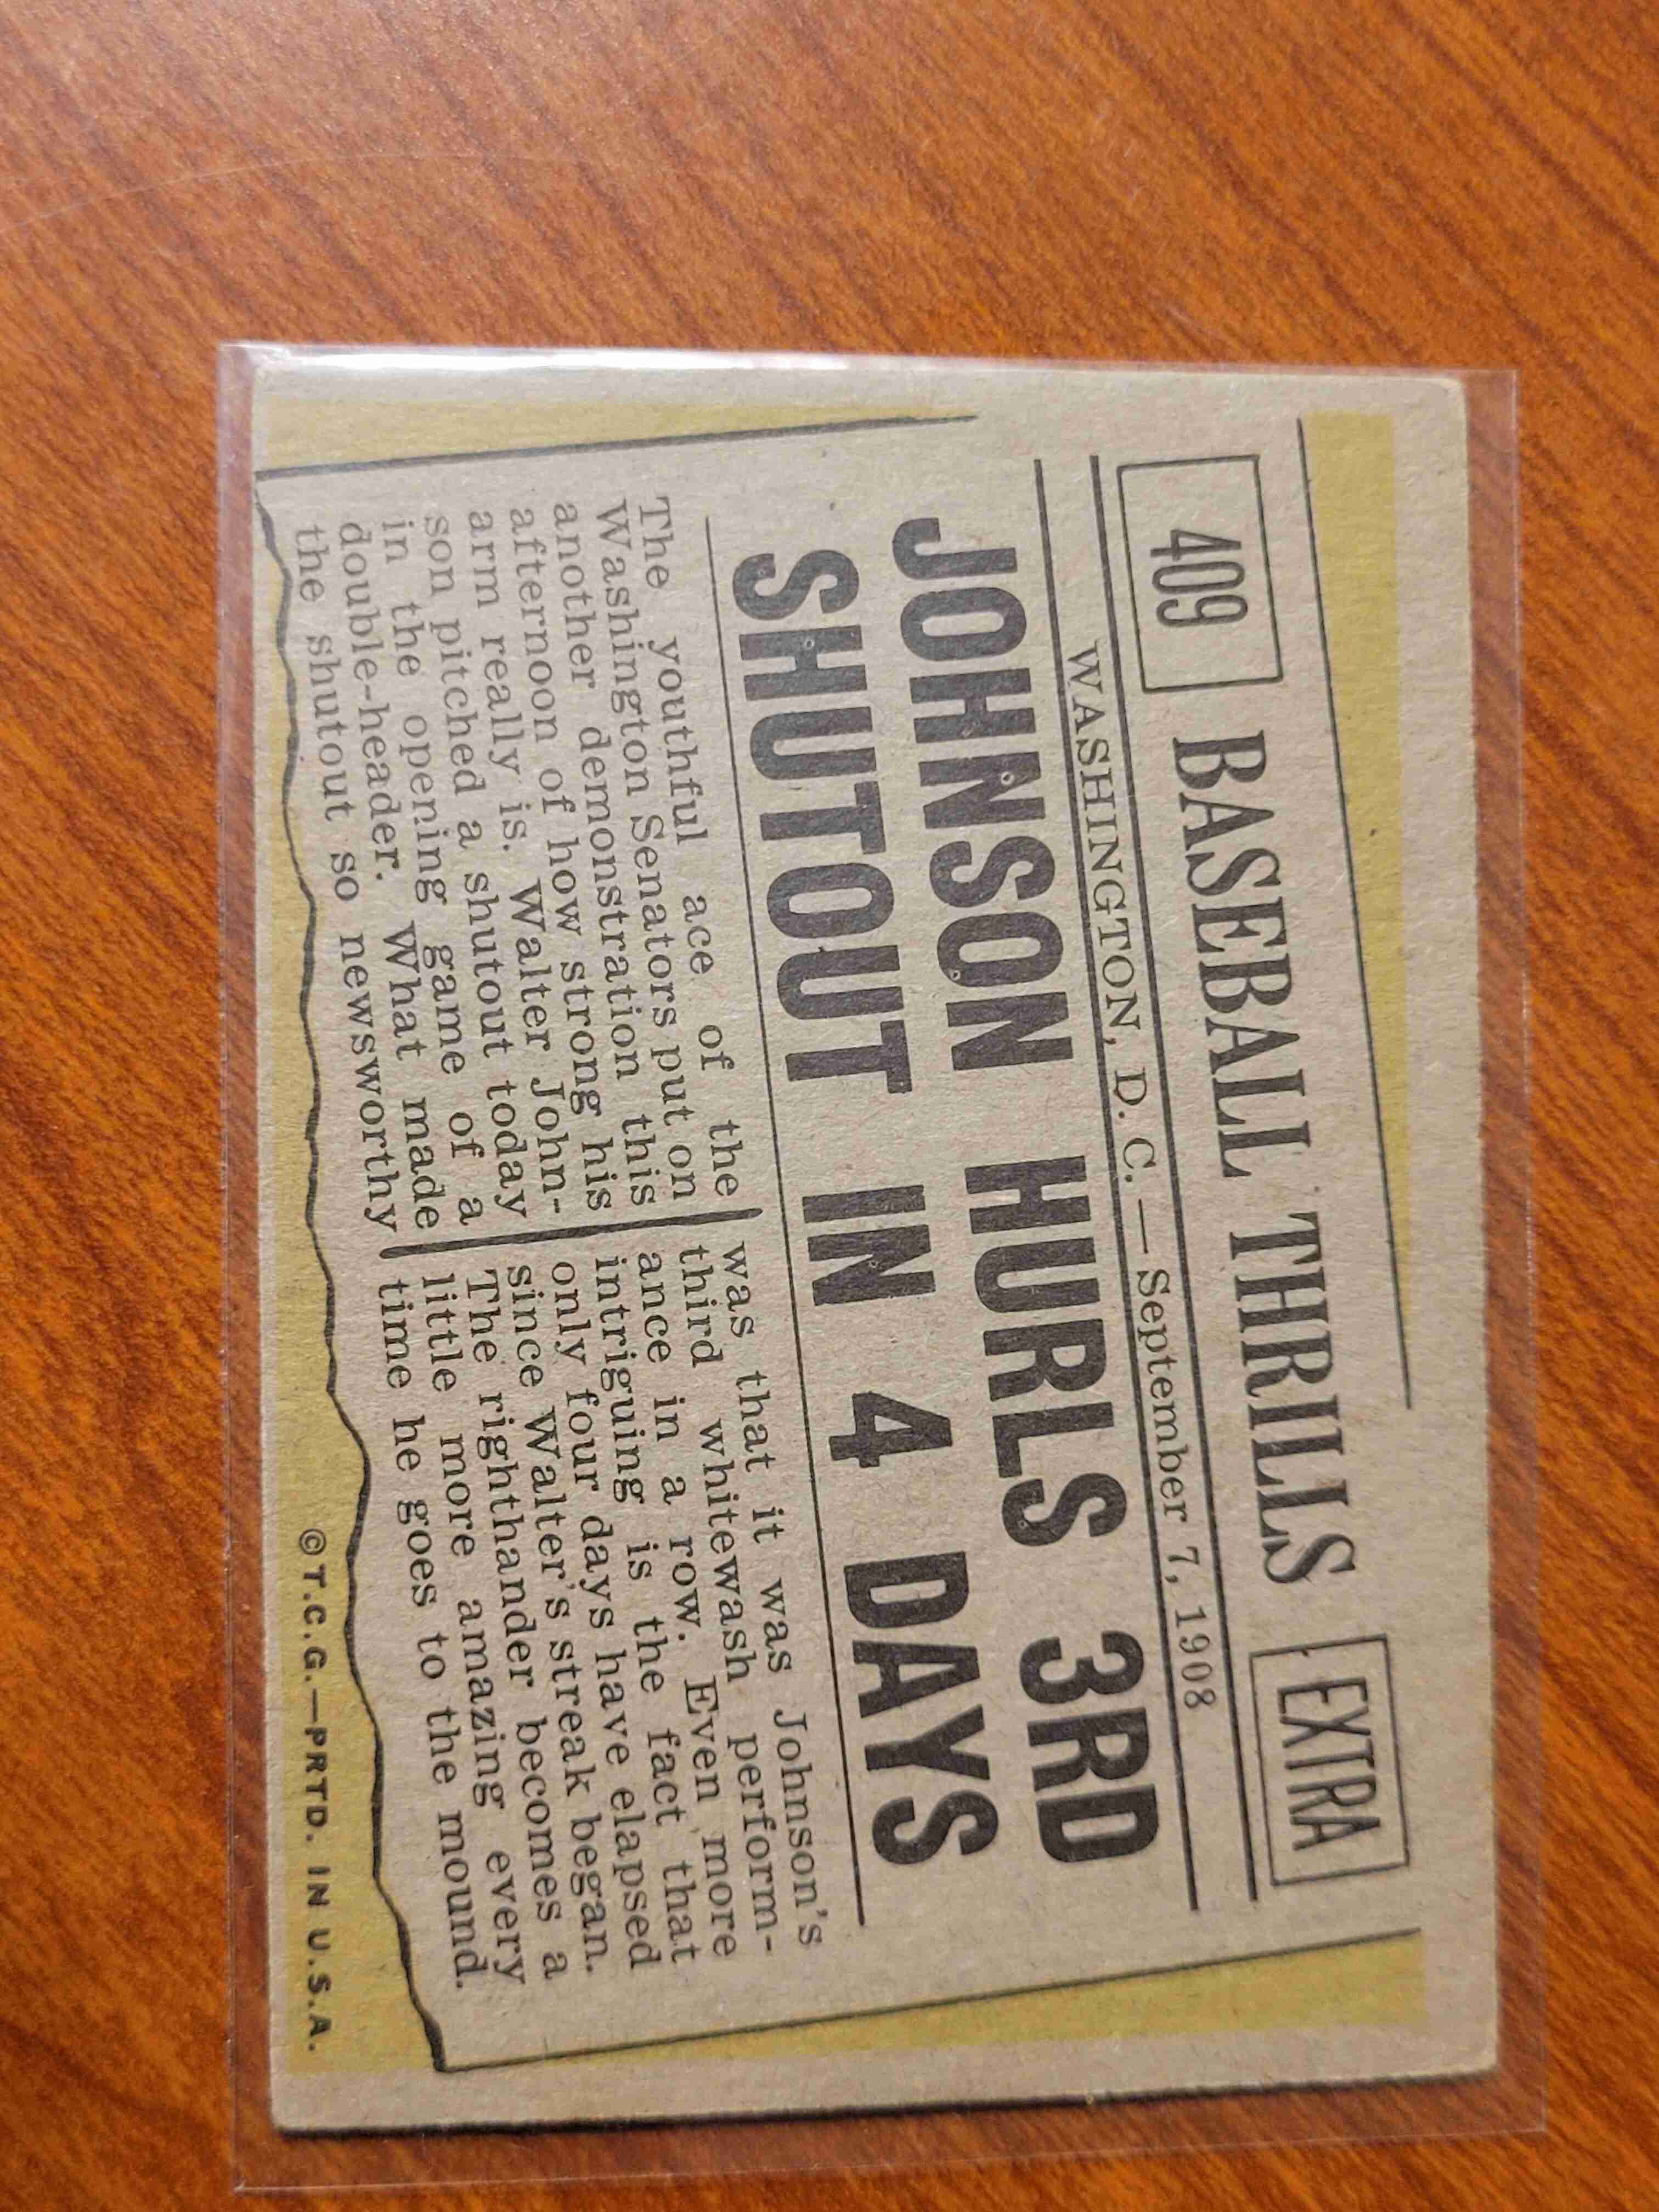 409 BASEBALL THRILLS EXTRA
WASHINGTON, D. C. — September 7, 1908
JOHNSON HURLS 3RD
SHUTOUT IN 4 DAYS
The youthful ace of the
Washington Senators put on
another demonstration this
afternoon of how strong his
arm really is. Walter John-
son pitched a shutout today
in the opening game of a
double-header. What made
the shutout so newsworthy
was that it was Johnson's
third whitewash perform-
ance in a row. Even more
intriguing is the fact that
only four days have elapsed
since Walter's streak began.
The righthander becomes a
little more amazing every
time he goes to the mound.
©T.C.G.—PRTD. IN U.S.A.